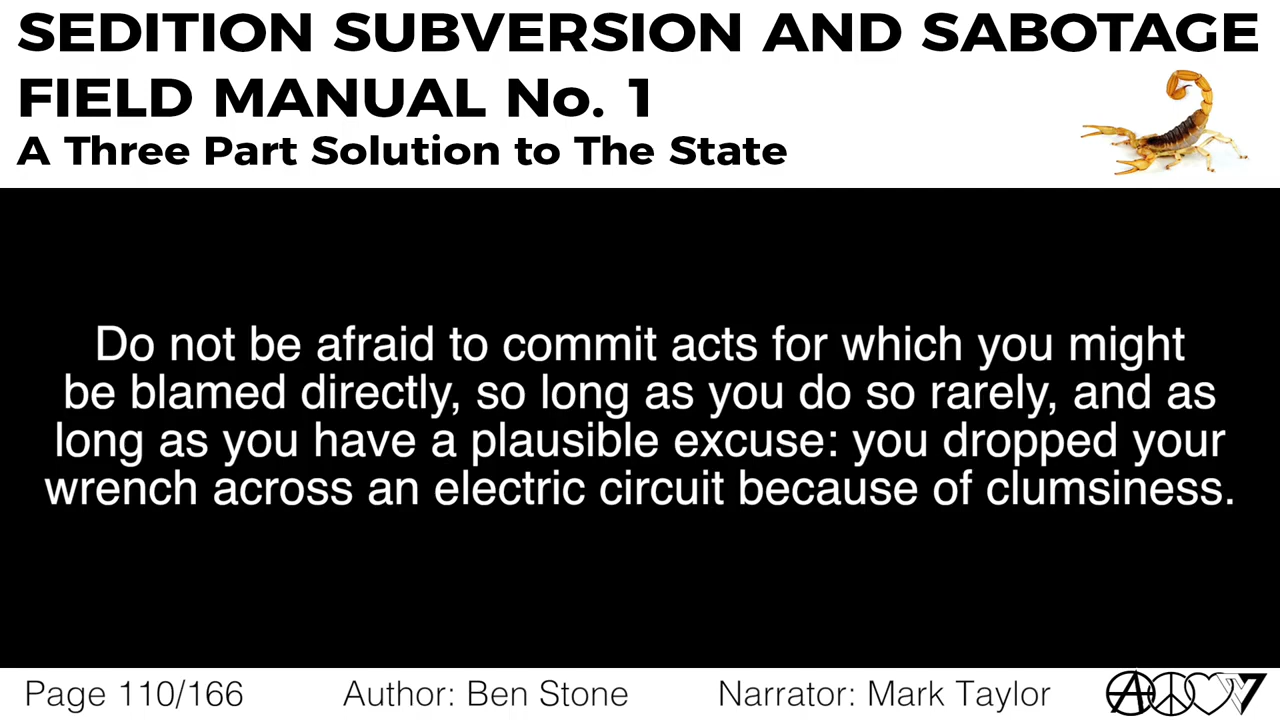 SEDITION SUBVERSION AND SABOTAGE
FIELD MANUAL No. 1
A Three Part Solution to The State
Do not be afraid to commit acts for which you might
be blamed directly, so long as you do so rarely, and as
long as you have a plausible excuse: you dropped your
wrench across an electric circuit because of clumsiness.
Page 110/166 Author: Ben Stone Narrator: Mark Taylor